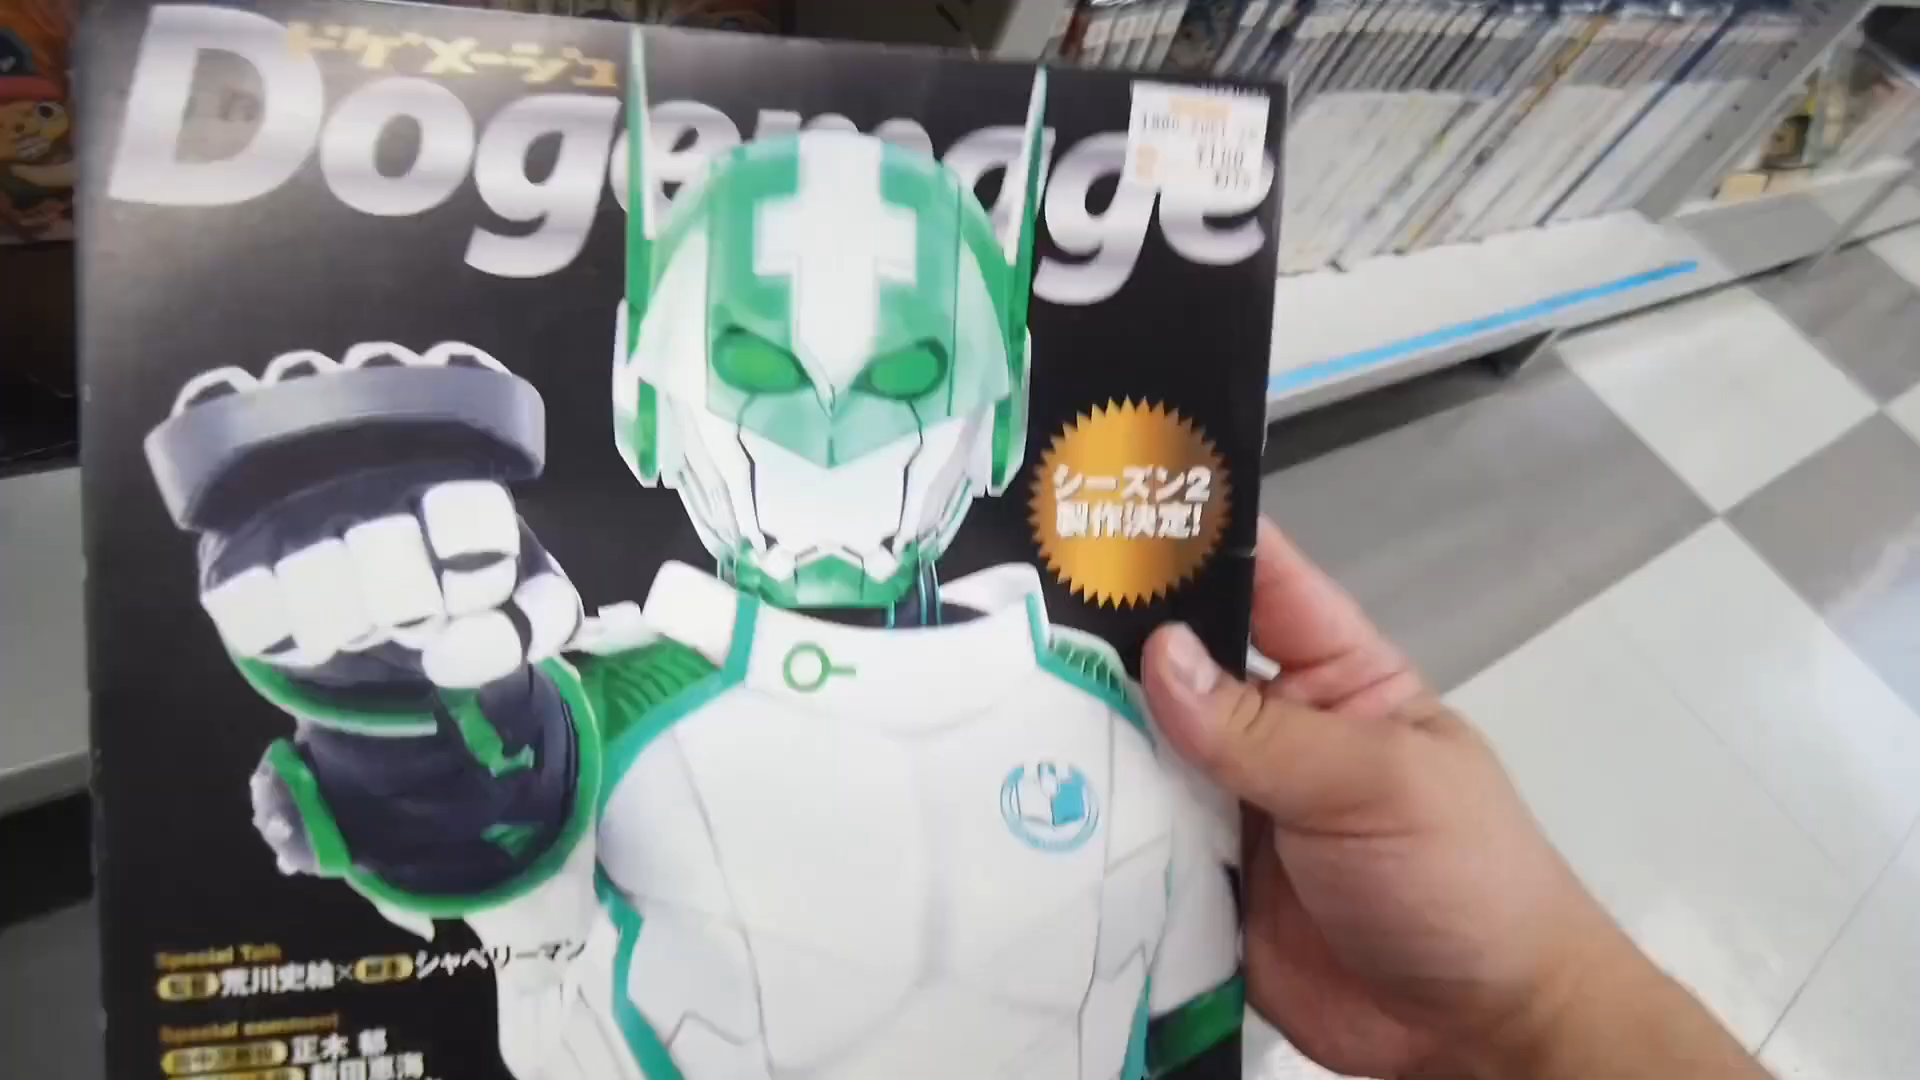 ドゲメージュ
Dogemage
¥100
シーズン2
製作決定!
Special Talk
荒川史絵×
シャベリーマン
Special comment
正木 郁
新田恵海